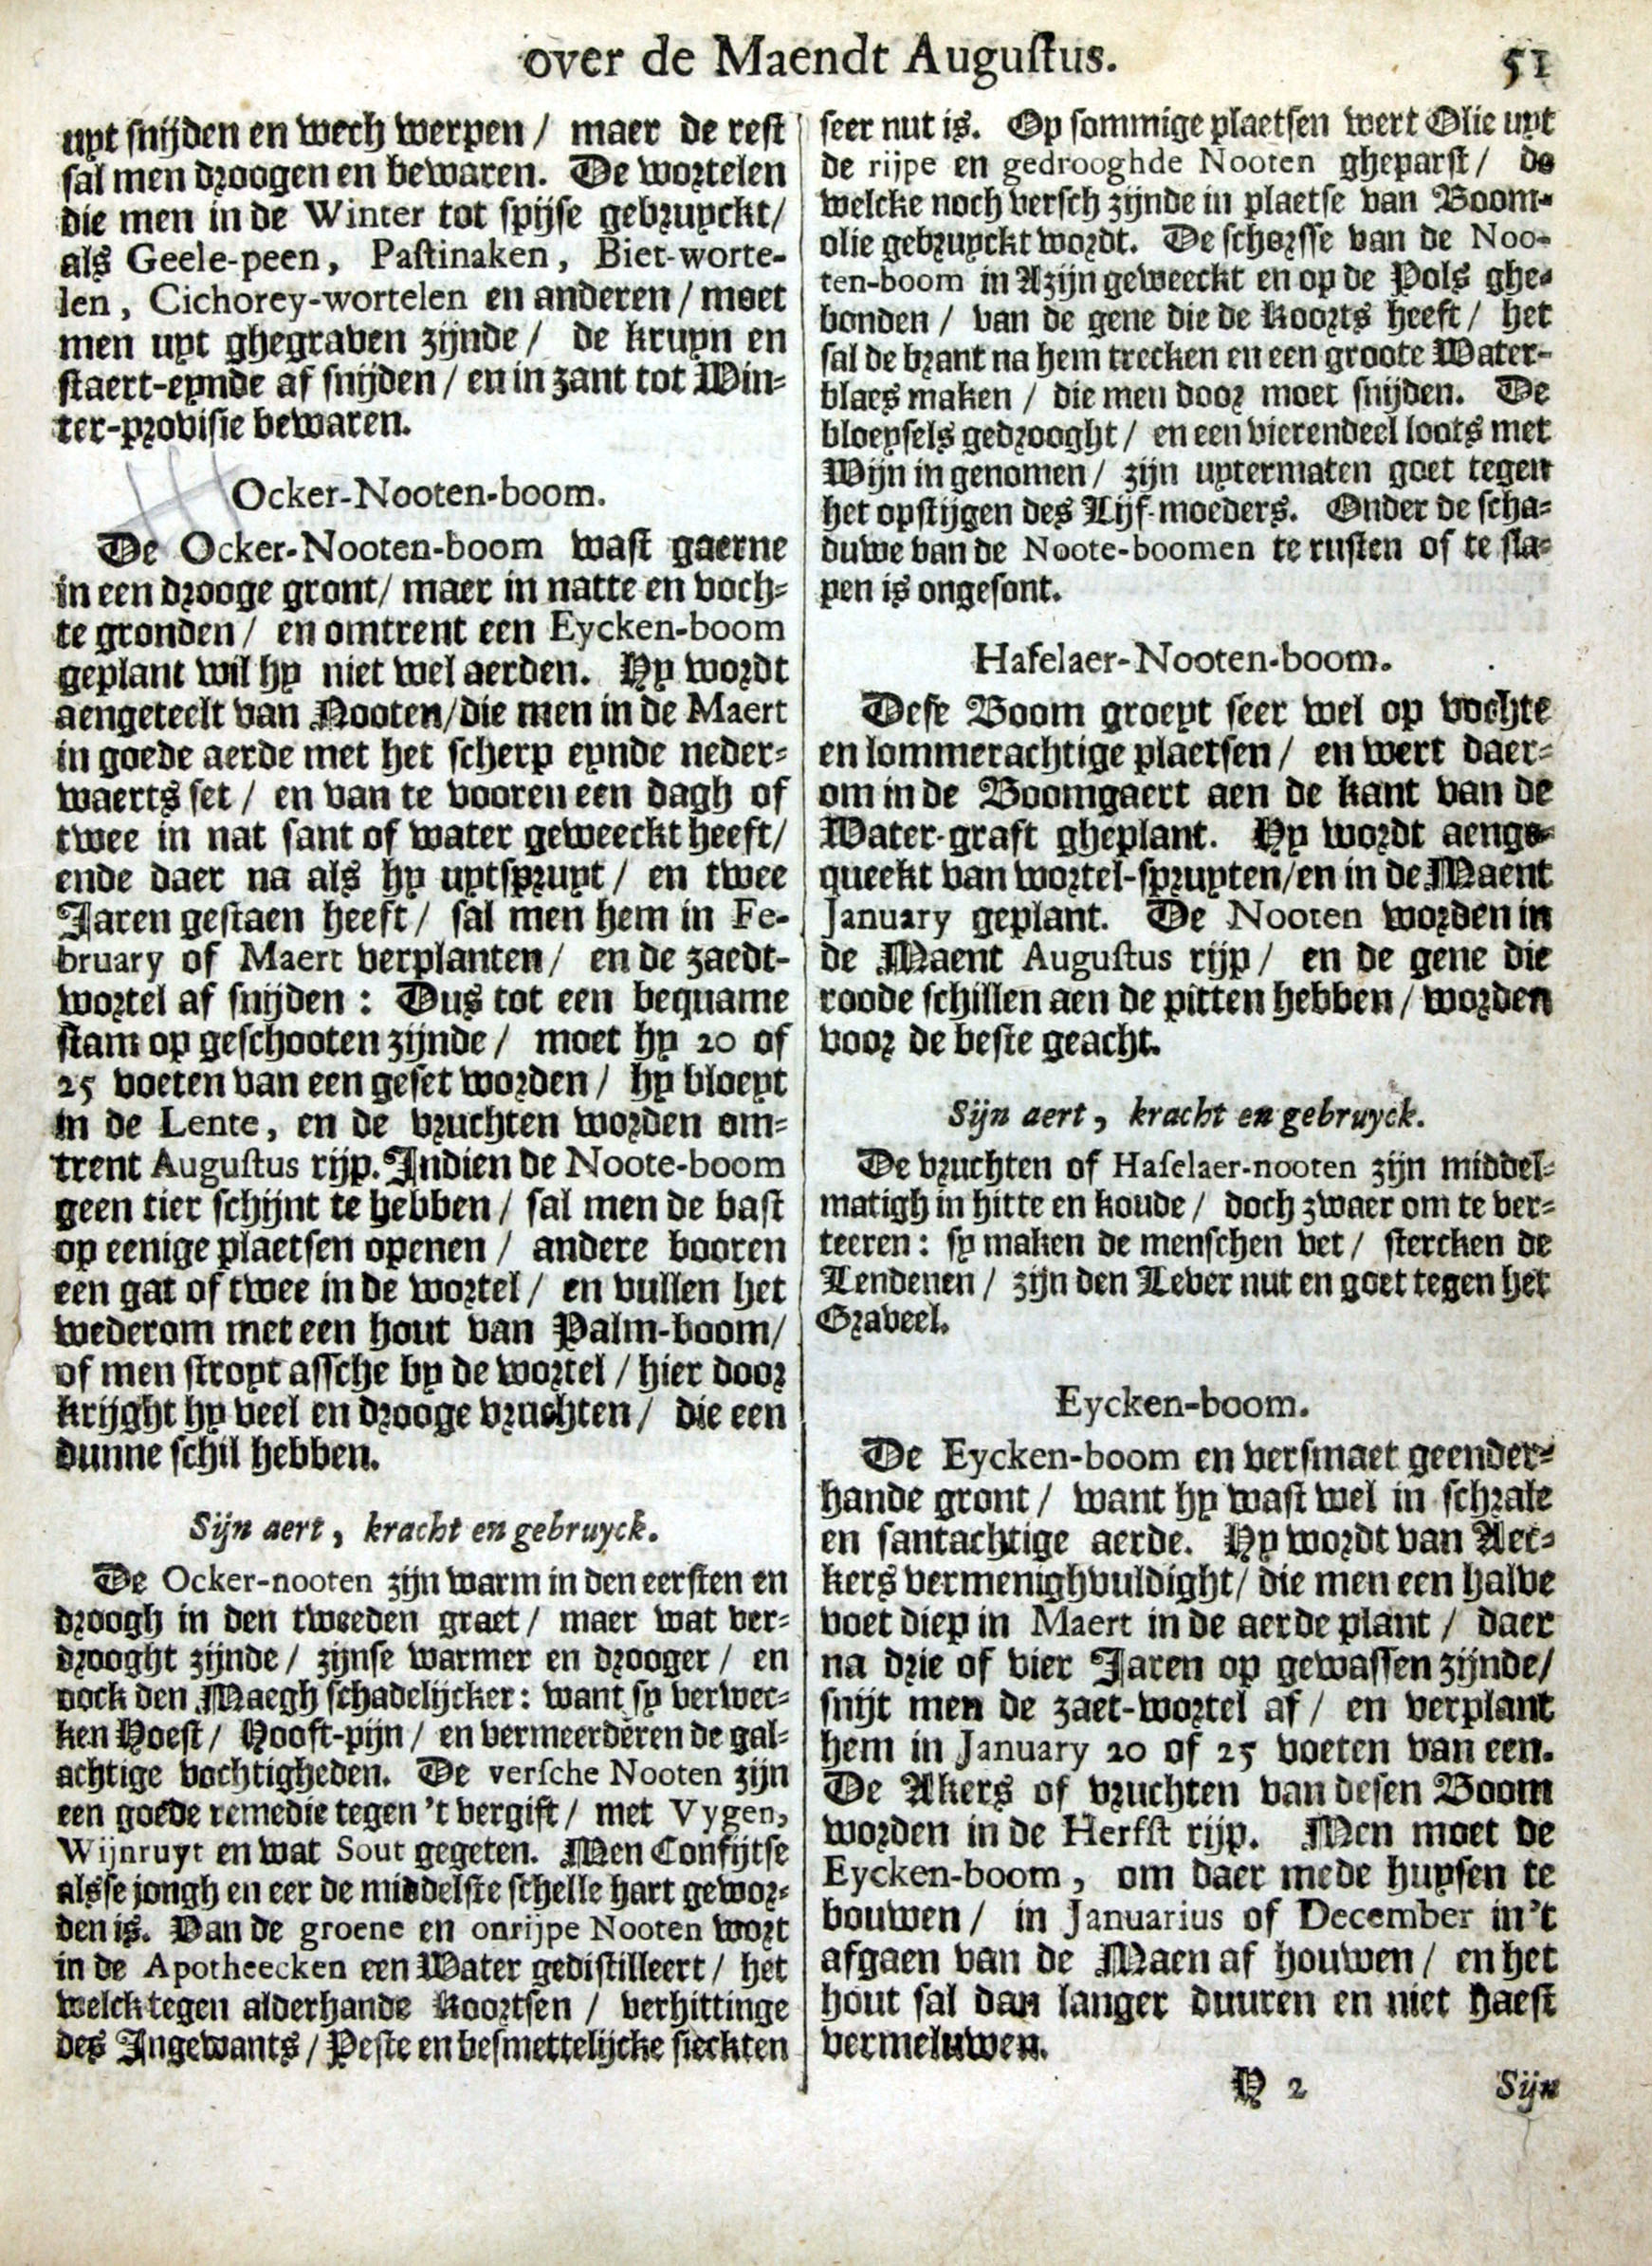 over de Maendt Augustus.
51
uyt snijden en wech werpen / maer de rest
sal men droogen en bewaren. De wortelen
die men in de Winter tot spijse gebruyckt /
als Geele-peen, Pastinaken, Biet-worte-
len, Cichorey-wortelen en anderen / moet
men uyt ghegraven zijnde / de kruyn en
staert-eynde af snijden / en in zant tot Win-
ter-provisie bewaren.
Ocker-Nooten-boom.
De Ocker-Nooten-boom wast gaerne
in een drooge gront / maer in natte en voch-
te gronden / en omtrent een Eycken-boom
geplant wil hy niet wel aerden. Hy wordt
aengeteelt van Nooten / die men in de Maert
in goede aerde met het scherp eynde neder-
waerts set / en van te vooren een dagh of
twee in nat sant of water geweeckt heeft /
ende daer na als hy uytspruyt / en twee
Jaren gestaen heeft / sal men hem in Fe-
bruary of Maert verplanten / en de zaedt-
wortel af snijden : Dus tot een bequame
stam op geschooten zijnde / moet hy 20 of
25 voeten van een geset worden / hy bloeyt
in de Lente, en de vruchten worden om-
trent Augustus rijp. Indien de Noote-boom
geen tier schijnt te hebben / sal men de bast
op eenige plaetsen openen / andere booren
een gat of twee in de wortel / en vullen het
wederom met een hout van Palm-boom /
of men stroyt assche by de wortel / hier door
krijght hy veel en drooge vruchten / die een
dunne schil hebben.
Sijn aert, kracht en gebruyck.
De Ocker-nooten zijn warm in den eersten en
droogh in den tweeden graet / maer wat ver-
drooght zijnde / zijnse warmer en drooger / en
oock den Maegh schadelijcker : want sy verwec-
ken Hoest / Hooft-pijn / en vermeerderen de gal-
achtige vochtigheden. De versche Nooten zijn
een goede remedie tegen 't vergift / met Vygen,
Wijnruyt en wat Sout gegeten. Men Confijtse
alsse jongh en eer de middelste schelle hart gewor-
den is. Van de groene en onrijpe Nooten wort
in de Apotheecken een Water gedistilleert / het
welck tegen alderhande Koortsen / verhittinge
des Ingewants / Peste en besmettelijcke sieckten
seer nut is. Op sommige plaetsen wert Olie uyt
de rijpe en gedrooghde Nooten gheparst / de
welcke noch versch zijnde in plaetse van Boom-
olie gebruyckt wordt. De schorsse van de Noo-
ten-boom in Azijn geweeckt en op de Pols ghe-
bonden / van de gene die de Koorts heeft / het
sal de brant na hem trecken en een groote Water-
blaes maken / die men door moet snijden. De
bloeysels gedrooght / en een vierendeel loots met
Wijn in genomen / zijn uytermaten goet tegen
het opstijgen des Lijf-moeders. Onder de scha-
duwe van de Noote-boomen te rusten of te sla-
pen is ongesont.
Haselaer-Nooten-boom.
Dese Boom groeyt seer wel op vochte
en lommerachtige plaetsen / en wert daer-
om in de Boomgaert aen de kant van de
Water-graft gheplant. Hy wordt aenge-
queekt van wortel-spruyten / en in de Maent
January geplant. De Nooten worden in
de Maent Augustus rijp / en de gene die
roode schillen aen de pitten hebben / worden
voor de beste geacht.
Sijn aert, kracht en gebruyck.
De vruchten of Haselaer-nooten zijn middel-
matigh in hitte en koude / doch zwaer om te ver-
teeren : sy maken de menschen vet / stercken de
Lendenen / zijn den Lever nut en goet tegen het
Graveel.
Eycken-boom.
De Eycken-boom en versmaet geender-
hande gront / want hy wast wel in schrale
en santachtige aerde. Hy wordt van Aec-
kers vermenighvuldight / die men een halve
voet diep in Maert in de aerde plant / daer
na drie of vier Jaren op gewassen zijnde /
snijt men de zaet-wortel af / en verplant
hem in January 20 of 25 voeten van een.
De Akers of vruchten van desen Boom
worden in de Herfst rijp. Men moet de
Eycken-boom, om daer mede huysen te
bouwen / in Januarius of December in 't
afgaen van de Maen af houwen / en het
hout sal dan langer duuren en niet haest
vermeluwen.
H 2
Sijn